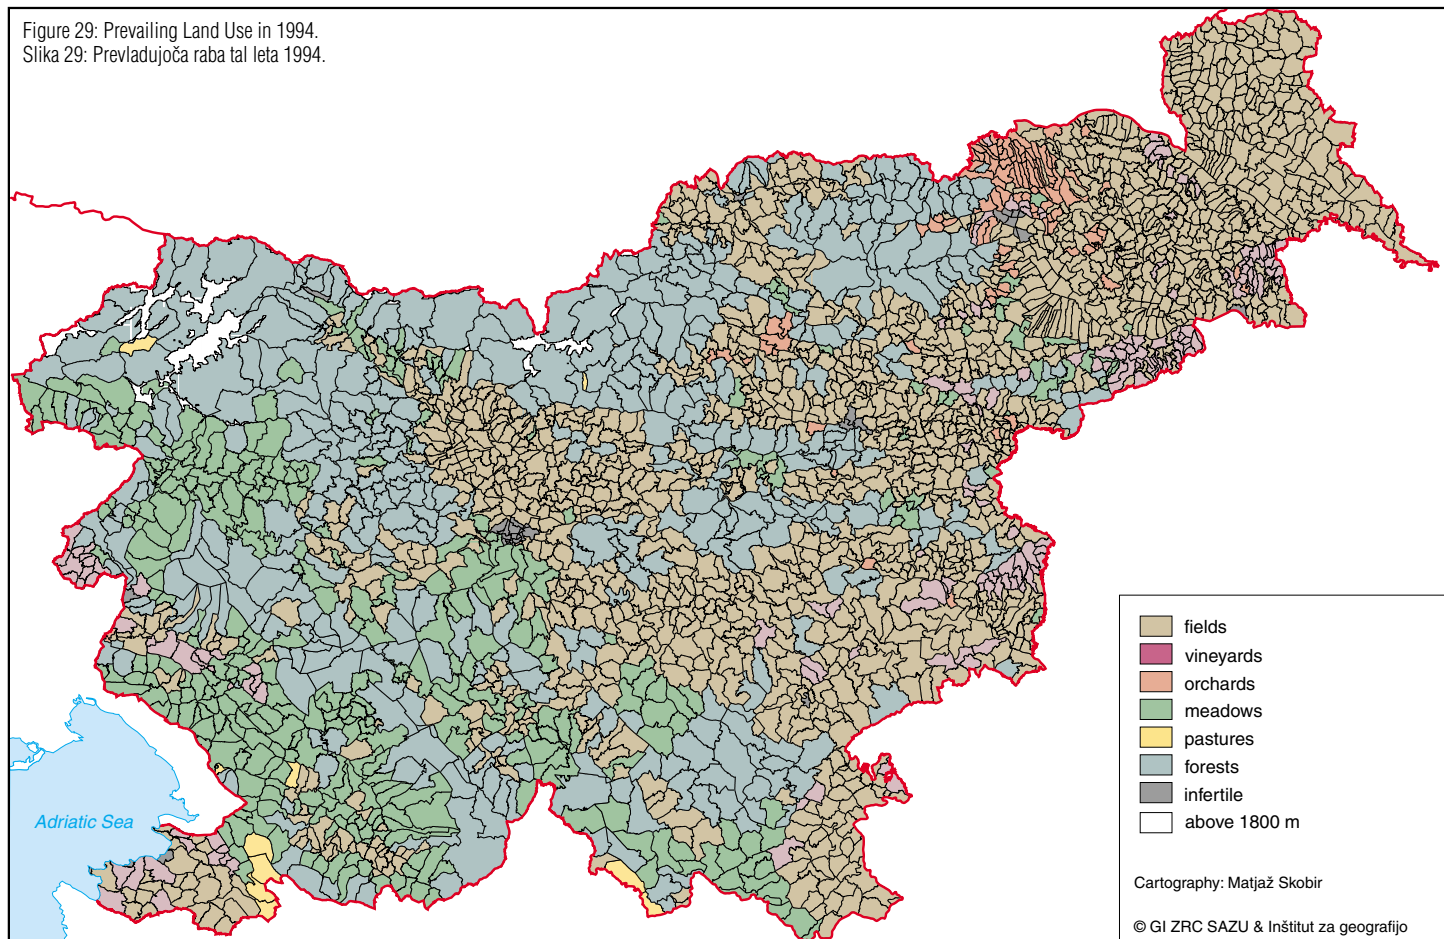 Figure 29: Prevailing Land Use in 1994.
Slika 29: Prevladujoča raba tal leta 1994.
Adriatic Sea
fields
vineyards
orchards
meadows
pastures
forests
infertile
above 1800 m
Cartography: Matjaž Skobir
© GI ZRC SAZU & Inštitut za geografijo